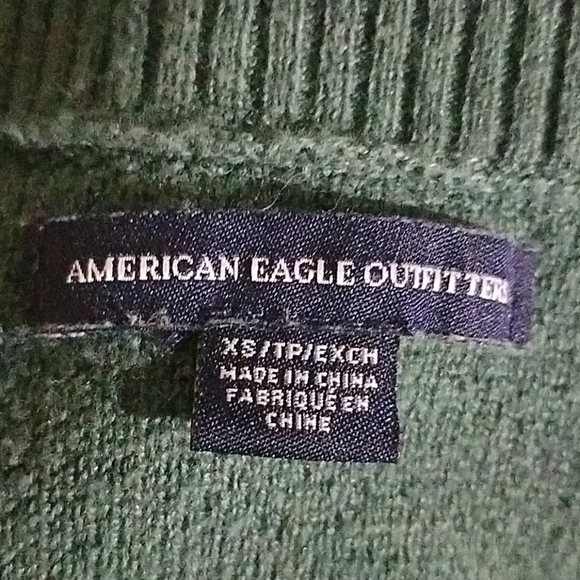 AMERICAN EAGLE OUTFITTERS
XS/TP/EXCH
MADE IN CHINA
FABRIQUÉ EN
CHINE